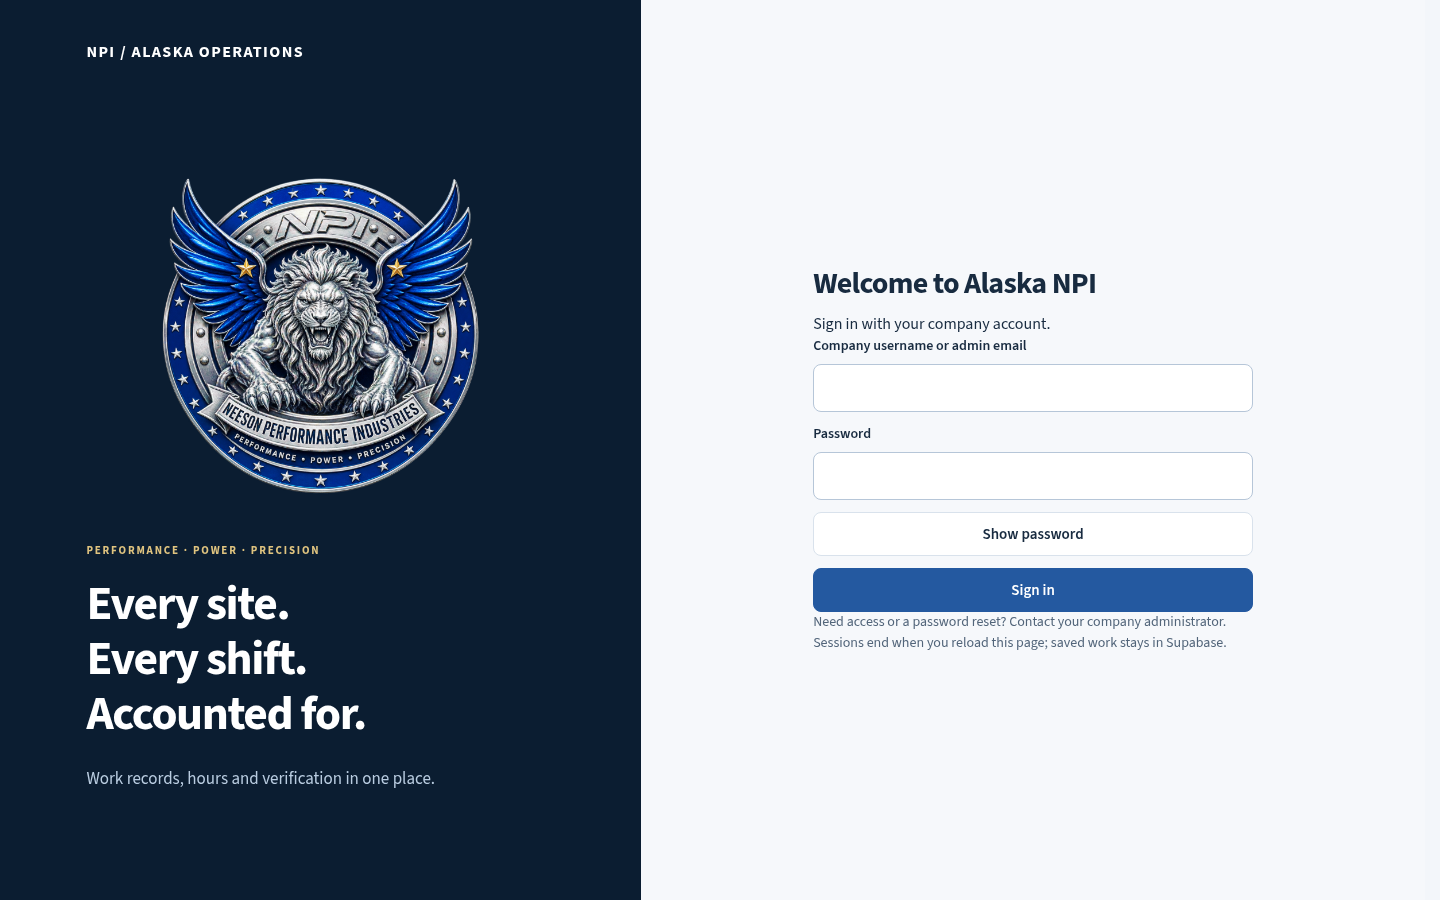 NPI / ALASKA OPERATIONS
NPI
NEESON PERFORMANCE INDUSTRIES
PERFORMANCE • POWER • PRECISION
PERFORMANCE · POWER · PRECISION
Every site.
Every shift.
Accounted for.
Work records, hours and verification in one place.
Welcome to Alaska NPI
Sign in with your company account.
Company username or admin email
Password
Show password
Sign in
Need access or a password reset? Contact your company administrator.
Sessions end when you reload this page; saved work stays in Supabase.